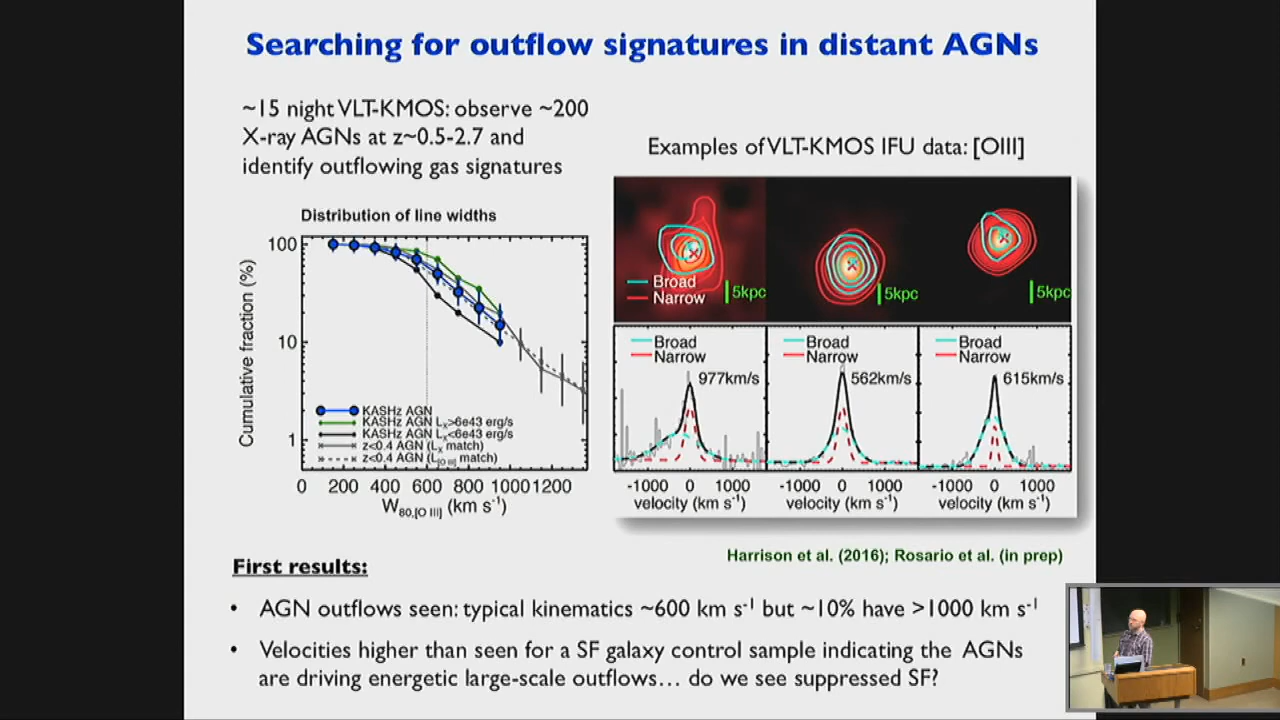 Searching for outflow signatures in distant AGNs
~15 night VLT-KMOS: observe ~200
X-ray AGNs at z~0.5-2.7 and
identify outflowing gas signatures
Examples of VLT-KMOS IFU data: [OIII]
Distribution of line widths
Cumulative fraction (%)
100
10
1
KASHz AGN
KASHz AGN Lx>6e43 erg/s
KASHz AGN Lx<6e43 erg/s
z<0.4 AGN (Lx match)
z<0.4 AGN (L[O III] match)
0 200 400 600 800 1000 1200
W80,[O III] (km s-1)
Broad
Narrow
5kpc
5kpc
5kpc
Broad
Narrow
977km/s
Broad
Narrow
562km/s
Broad
Narrow
615km/s
-1000 0 1000
-1000 0 1000
-1000 0 1000
velocity (km s-1)
velocity (km s-1)
velocity (km s-1)
Harrison et al. (2016); Rosario et al. (in prep)
First results:
• AGN outflows seen: typical kinematics ~600 km s-1 but ~10% have >1000 km s-1
• Velocities higher than seen for a SF galaxy control sample indicating the AGNs
are driving energetic large-scale outflows... do we see suppressed SF?